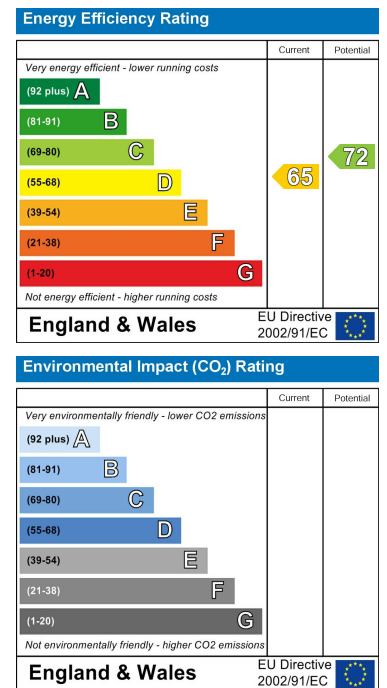 Energy Efficiency Rating
Current Potential
Very energy efficient - lower running costs
(92 plus) A
(81-91) B
(69-80) C
72
(55-68) D
65
(39-54) E
(21-38) F
(1-20) G
Not energy efficient - higher running costs
England & Wales
EU Directive
2002/91/EC
Environmental Impact (CO₂) Rating
Current Potential
Very environmentally friendly - lower CO2 emissions
(92 plus) A
(81-91) B
(69-80) C
(55-68) D
(39-54) E
(21-38) F
(1-20) G
Not environmentally friendly - higher CO2 emissions
England & Wales
EU Directive
2002/91/EC